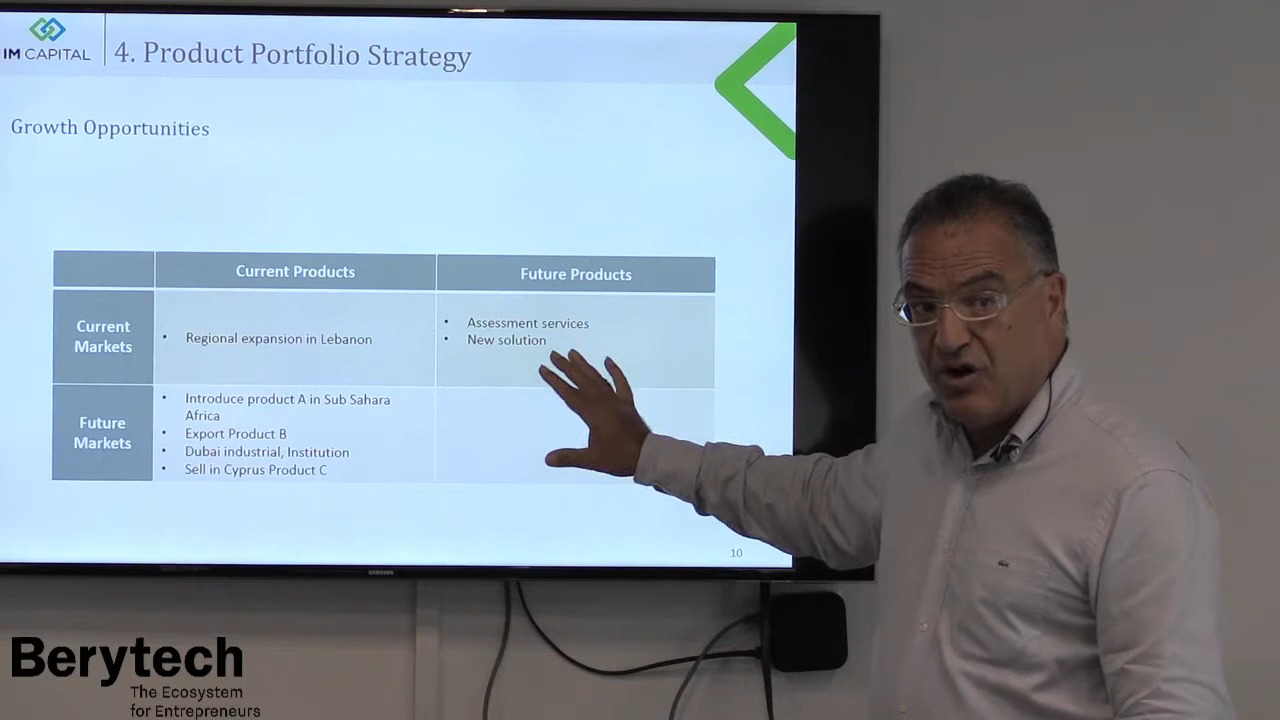 IM CAPITAL
4. Product Portfolio Strategy
Growth Opportunities
Current Products
Future Products
Current
Markets
• Regional expansion in Lebanon
• Assessment services
• New solution
Future
Markets
• Introduce product A in Sub Sahara
Africa
• Export Product B
• Dubai industrial, Institution
• Sell in Cyprus Product C
10
SAMSUNG
Berytech
The Ecosystem
for Entrepreneurs